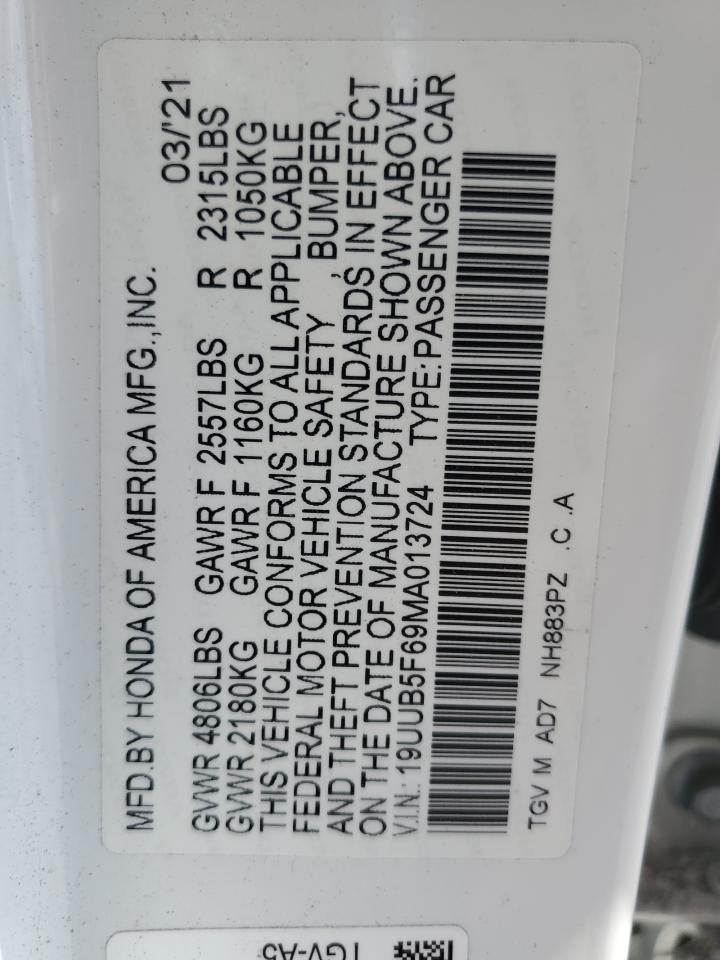 MFD.BY HONDA OF AMERICA MFG.,INC. 03/'21
GVWR 4806LBS GAWR F 2557LBS R 2315LBS
GVWR 2180KG GAWR F 1160KG R 1050KG
THIS VEHICLE CONFORMS TO ALL APPLICABLE
FEDERAL MOTOR VEHICLE SAFETY , BUMPER,
AND THEFT PREVENTION STANDARDS IN EFFECT
ON THE DATE OF MANUFACTURE SHOWN ABOVE.
V.I.N.: 19UUB5F69MA013724 TYPE:PASSENGER CAR
TGV M AD7 NH883PZ .C .A
TGV-A5